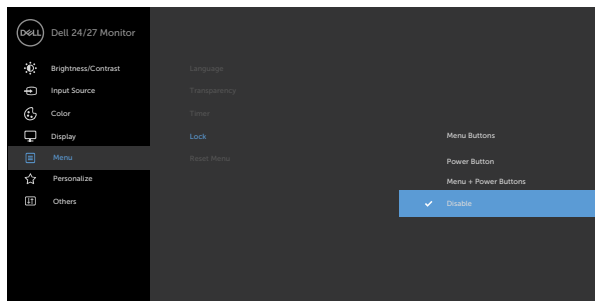 DELL Dell 24/27 Monitor
Brightness/Contrast
Input Source
Color
Display
Menu
Personalize
Others
Language
Transparency
Timer
Lock
Reset Menu
Menu Buttons
Power Button
Menu + Power Buttons
Disable